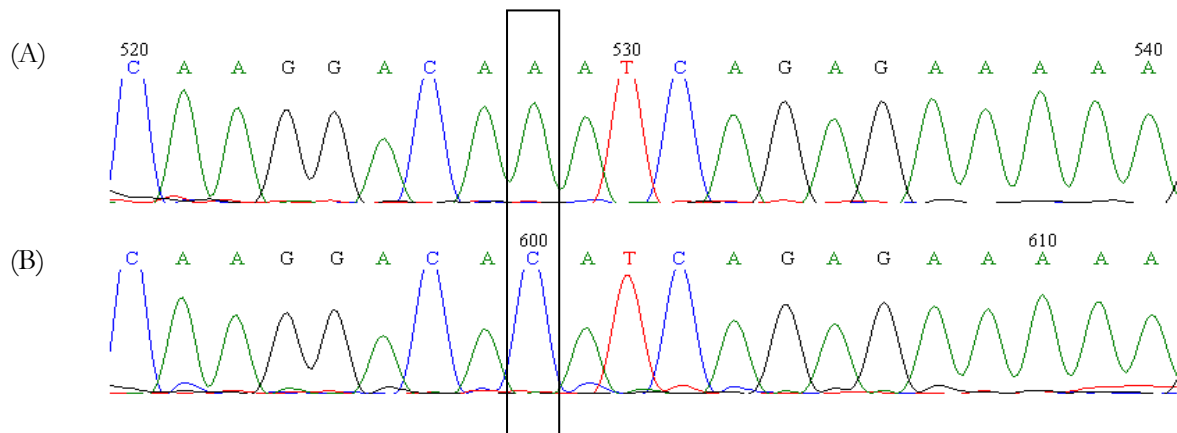 520 530 540
(A) C A A G G A C A A A T C A G A G A A A A A
600 610
(B) C A A G G A C A C A T C A G A G A A A A A